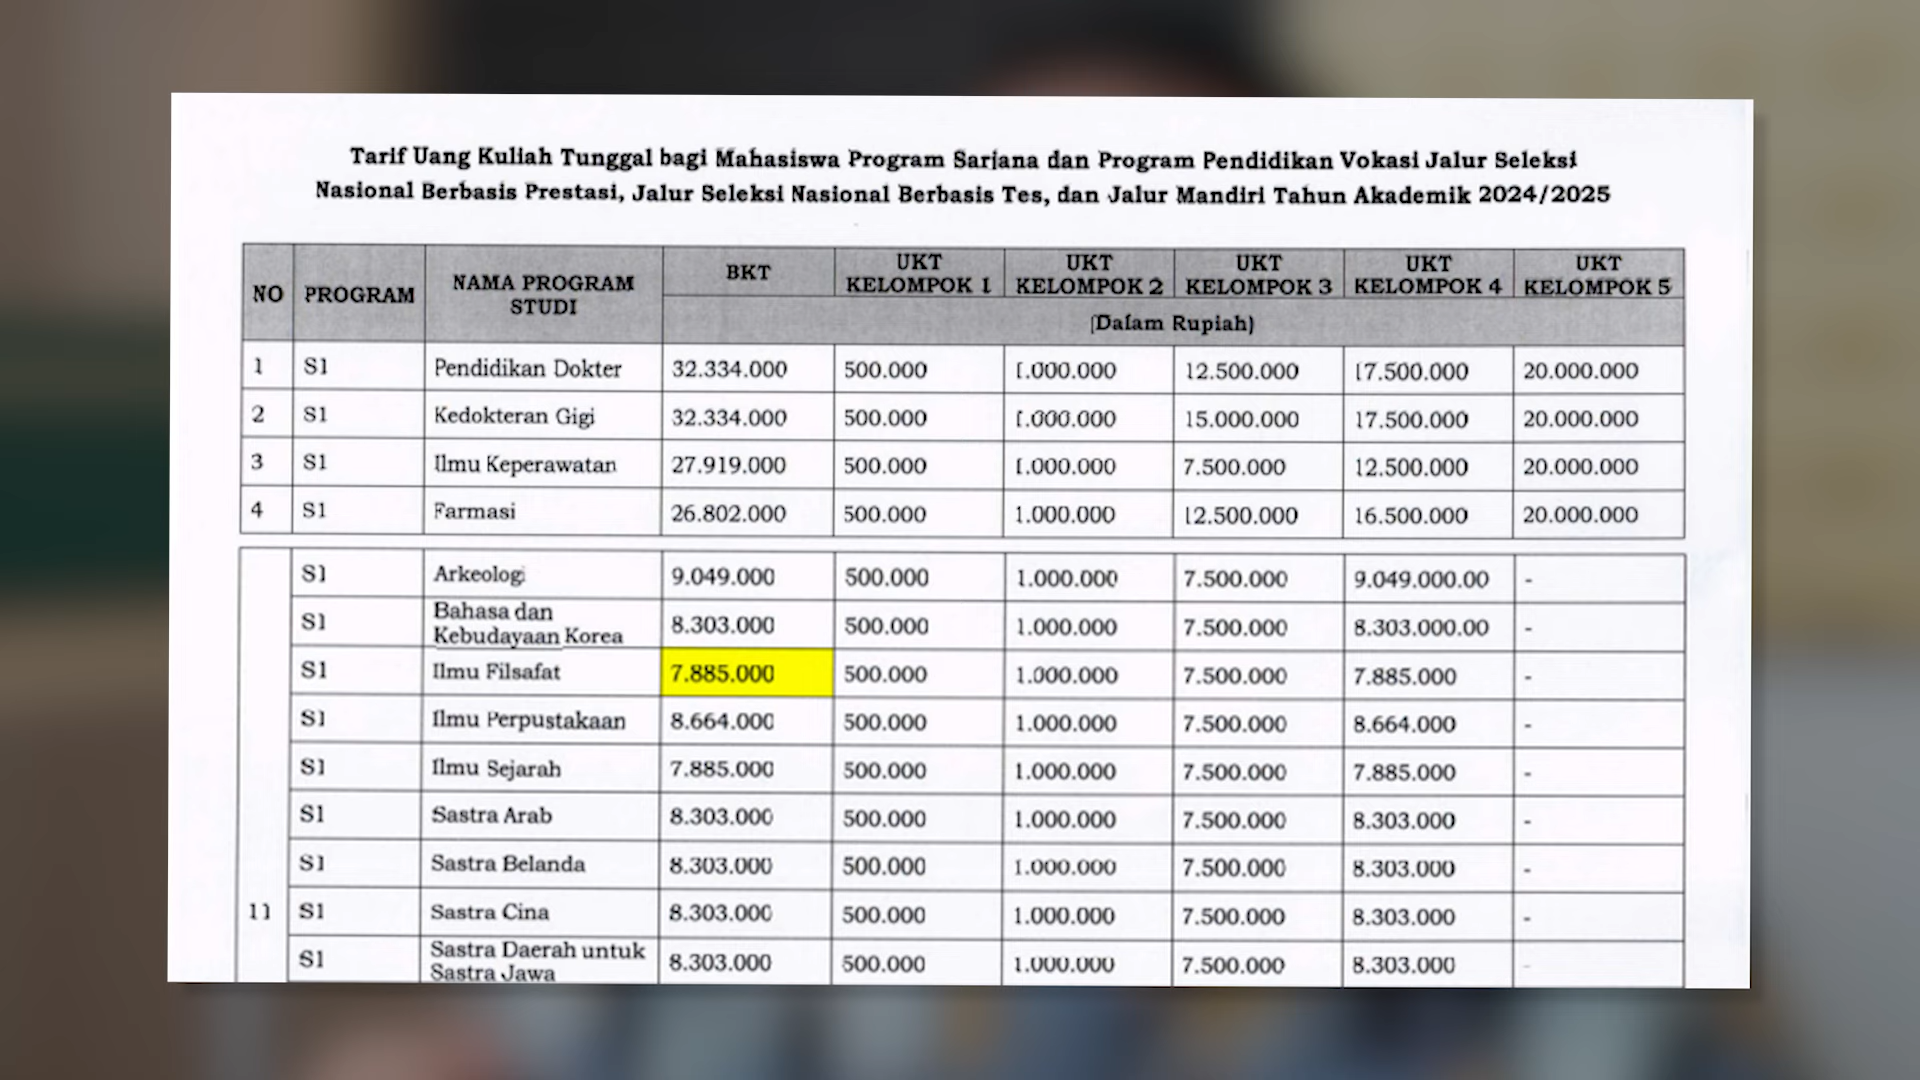 Tarif Uang Kuliah Tunggal bagi Mahasiswa Program Sarjana dan Program Pendidikan Vokasi Jalur Seleksi
Nasional Berbasis Prestasi, Jalur Seleksi Nasional Berbasis Tes, dan Jalur Mandiri Tahun Akademik 2024/2025
NO PROGRAM NAMA PROGRAM STUDI BKT UKT KELOMPOK 1 UKT KELOMPOK 2 UKT KELOMPOK 3 UKT KELOMPOK 4 UKT KELOMPOK 5
(Dalam Rupiah)
1 S1 Pendidikan Dokter 32.334.000 500.000 1.000.000 12.500.000 17.500.000 20.000.000
2 S1 Kedokteran Gigi 32.334.000 500.000 1.000.000 15.000.000 17.500.000 20.000.000
3 S1 Ilmu Keperawatan 27.919.000 500.000 1.000.000 7.500.000 12.500.000 20.000.000
4 S1 Farmasi 26.802.000 500.000 1.000.000 12.500.000 16.500.000 20.000.000
S1 Arkeologi 9.049.000 500.000 1.000.000 7.500.000 9.049.000.00 -
S1 Bahasa dan Kebudayaan Korea 8.303.000 500.000 1.000.000 7.500.000 8.303.000.00 -
S1 Ilmu Filsafat 7.885.000 500.000 1.000.000 7.500.000 7.885.000 -
S1 Ilmu Perpustakaan 8.664.000 500.000 1.000.000 7.500.000 8.664.000 -
S1 Ilmu Sejarah 7.885.000 500.000 1.000.000 7.500.000 7.885.000 -
S1 Sastra Arab 8.303.000 500.000 1.000.000 7.500.000 8.303.000 -
S1 Sastra Belanda 8.303.000 500.000 1.000.000 7.500.000 8.303.000 -
11 S1 Sastra Cina 8.303.000 500.000 1.000.000 7.500.000 8.303.000 -
S1 Sastra Daerah untuk Sastra Jawa 8.303.000 500.000 1.000.000 7.500.000 8.303.000 -